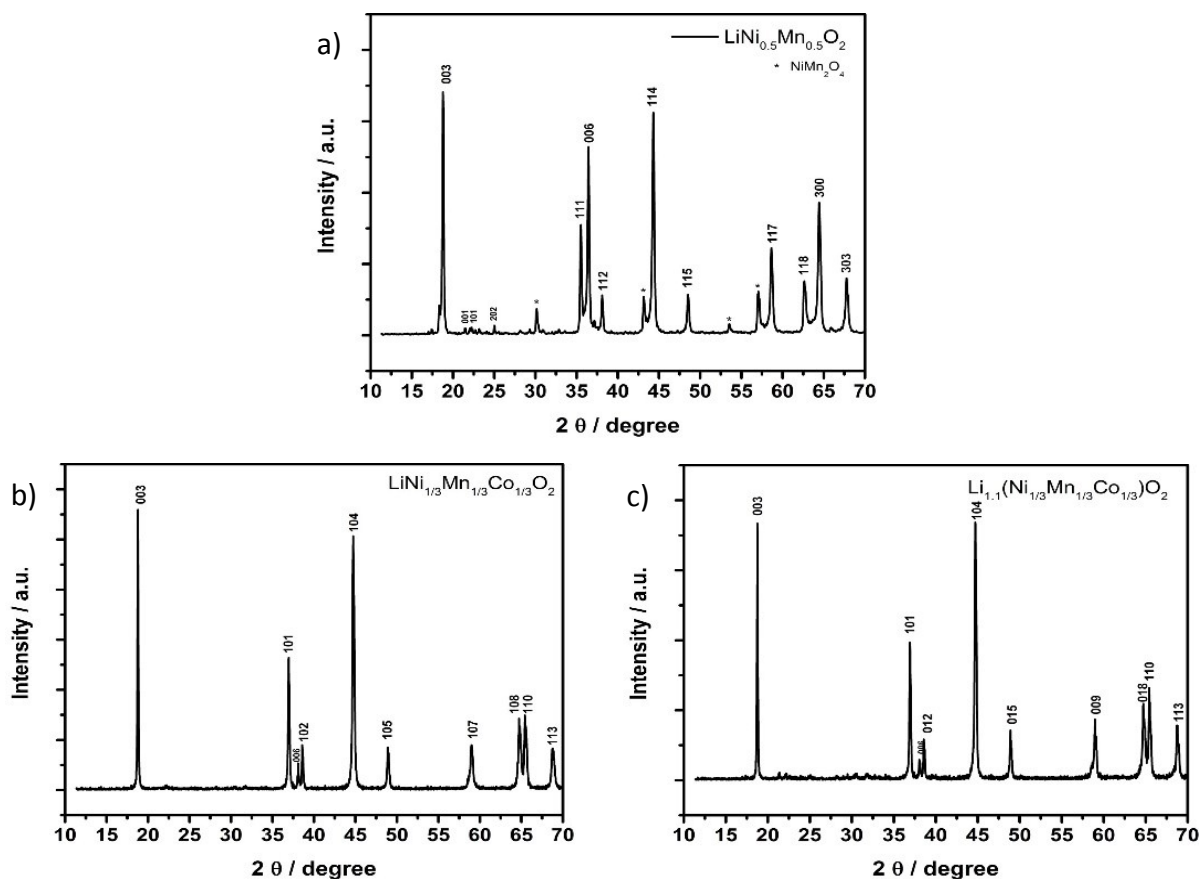 a)
LiNi0.5Mn0.5O2
* NiMn2O4
003
001
101
202
*
111
006
112
*
114
115
*
*
117
118
300
303
Intensity / a.u.
10 15 20 25 30 35 40 45 50 55 60 65 70
2 θ / degree
b)
LiNi1/3Mn1/3Co1/3O2
003
101
006
102
104
105
107
108
110
113
Intensity / a.u.
10 15 20 25 30 35 40 45 50 55 60 65 70
2 θ / degree
c)
Li1.1(Ni1/3Mn1/3Co1/3)O2
003
101
006
012
104
015
009
018
110
113
Intensity / a.u.
10 15 20 25 30 35 40 45 50 55 60 65 70
2 θ / degree